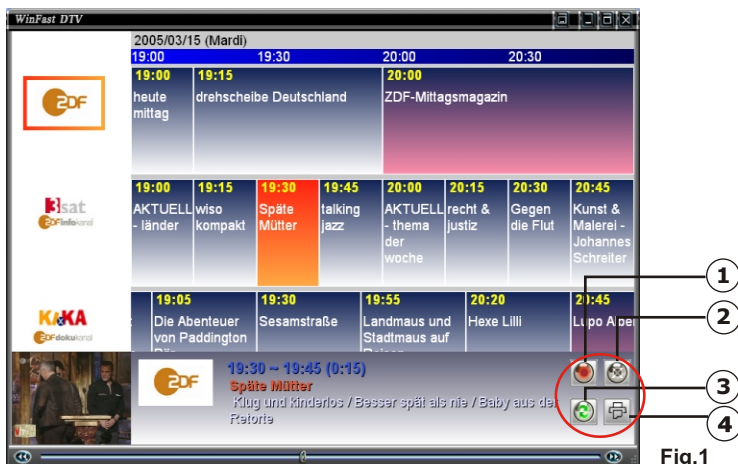 WinFast DTV
2005/03/15 (Mardi)
19:00 19:30 20:00 20:30
ZDF
19:00 19:15 20:00
heute drehscheibe Deutschland ZDF-Mittagsmagazin
mittag
3sat
ZDFinfokanal
19:00 19:15 19:30 19:45 20:00 20:15 20:30 20:45
AKTUELL wiso Späte talking AKTUELL recht & Gegen Kunst &
- länder kompakt Mütter jazz - thema justiz die Flut Malerei -
der Johannes
woche Schreiter
KI.KA
ZDFdokukanal
19:05 19:30 19:55 20:20 20:45
Die Abenteuer Sesamstraße Landmaus und Hexe Lilli Lupo Alber
von Paddington Stadtmaus auf
ZDF
19:30 ~ 19:45 (0:15)
Späte Mütter
Klug und kinderlos / Besser spät als nie / Baby aus der
Retorte
1
2
3
4
Fig.1